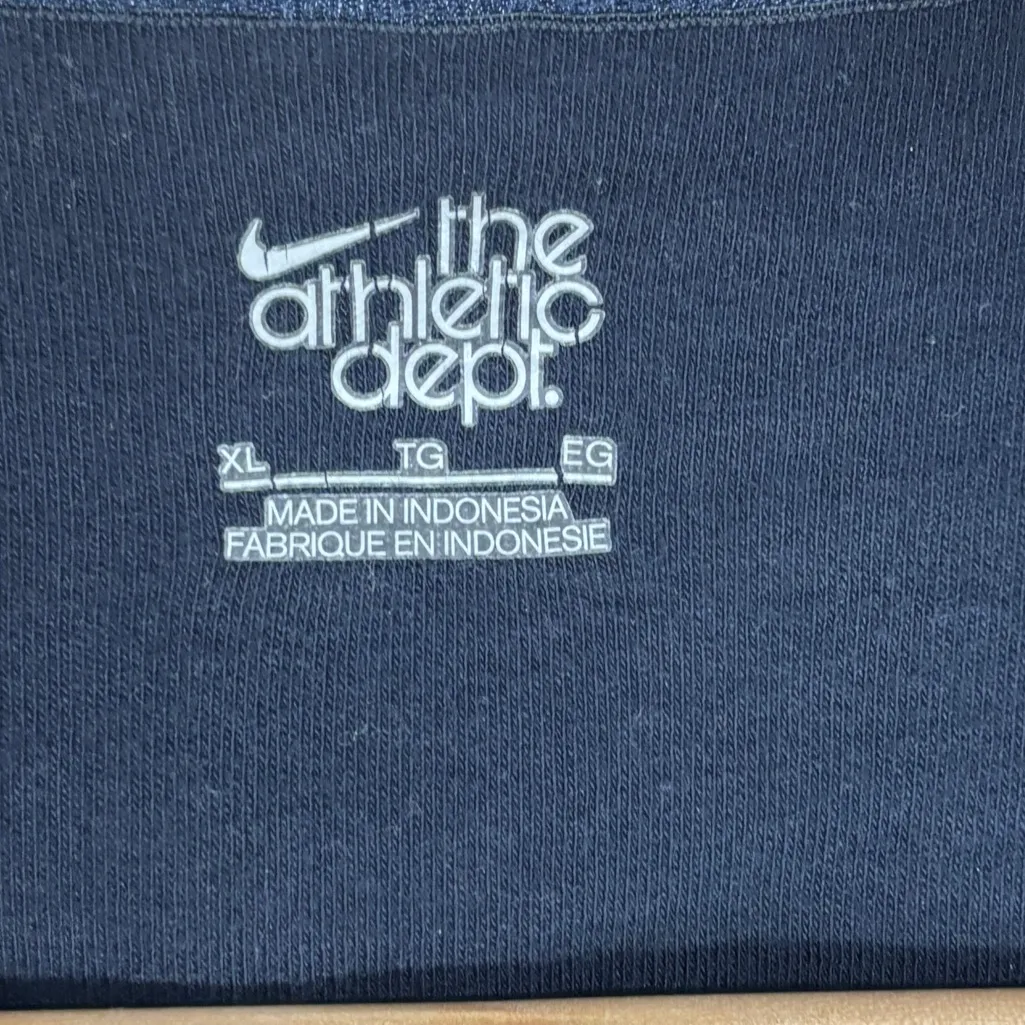 the
athletic
dept.
XL TG EG
MADE IN INDONESIA
FABRIQUE EN INDONESIE